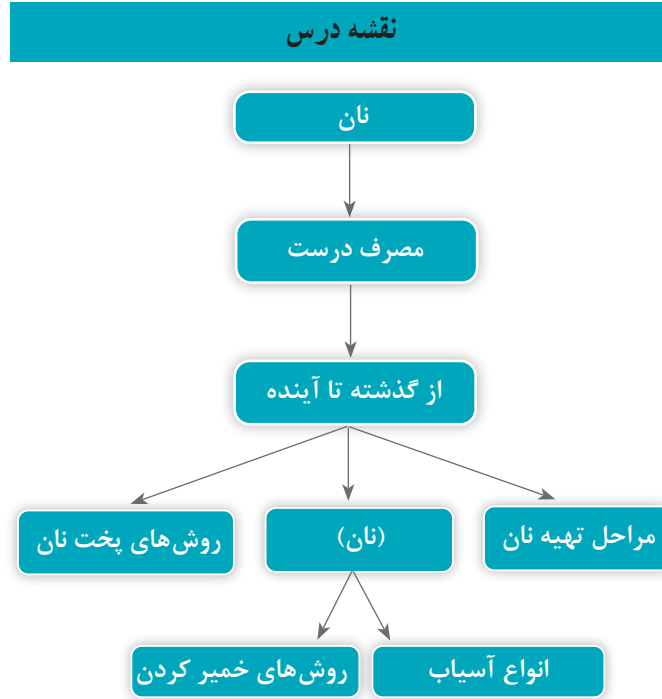 نقشه درس
نان
مصرف درست
از گذشته تا آینده
مراحل تهیه نان
(نان)
روش‌های پخت نان
انواع آسیاب
روش‌های خمیر کردن